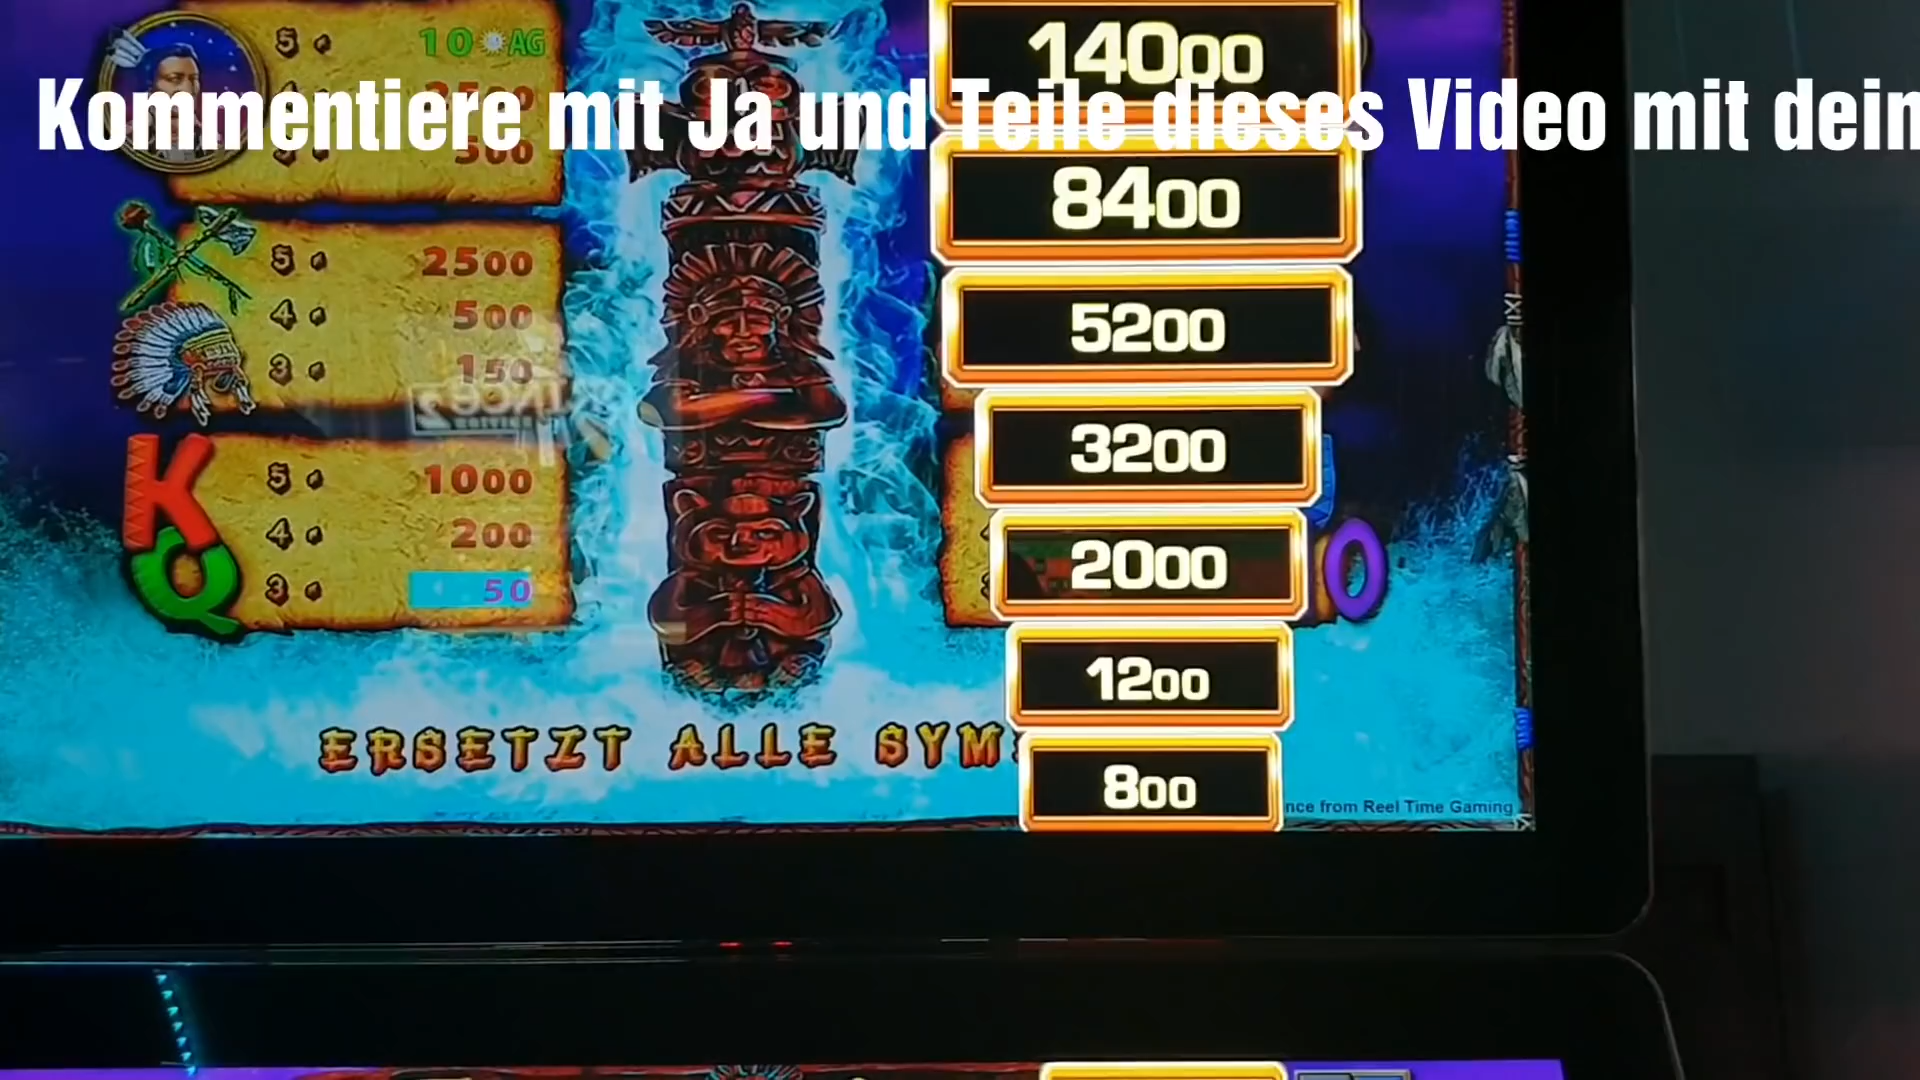 Kommentiere mit Ja und Teile dieses Video mit dein
5 10 AG
500
5 2500
4 500
3 150
K 5 1000
4 200
Q 3 50
14000
8400
5200
3200
2000
1200
800
O
ERSETZT ALLE SYM
nce from Reel Time Gaming